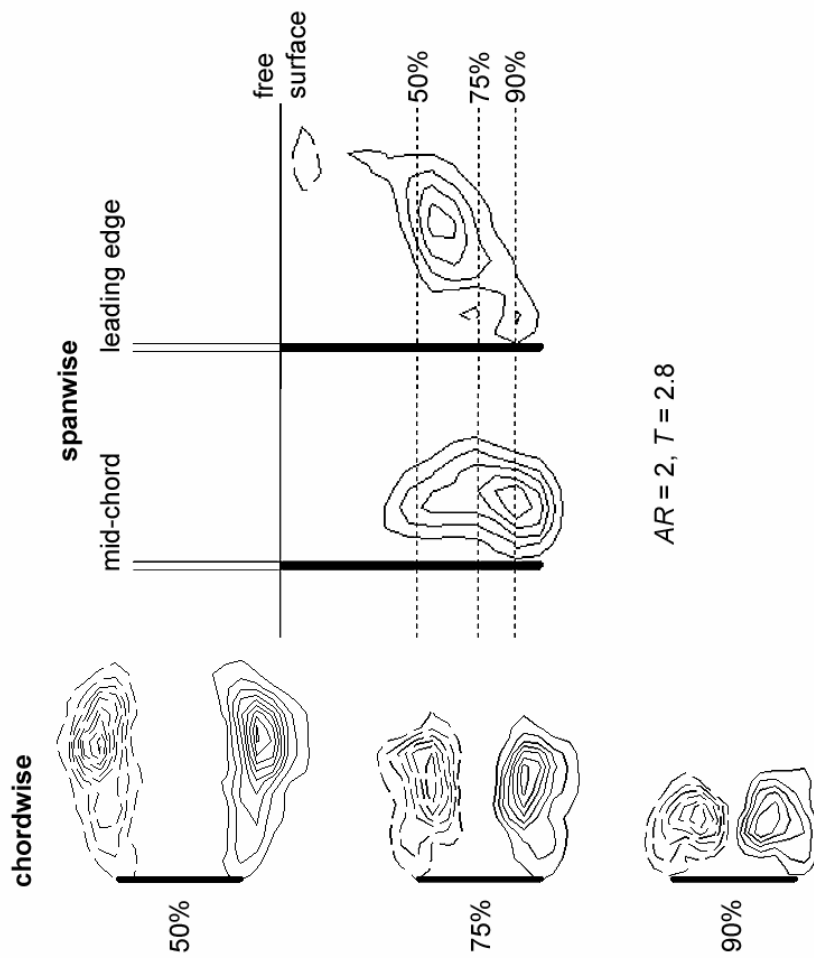 chordwise
spanwise
mid-chord
leading edge
free
surface
50%
75%
90%
50%
75%
90%
AR = 2, T = 2.8